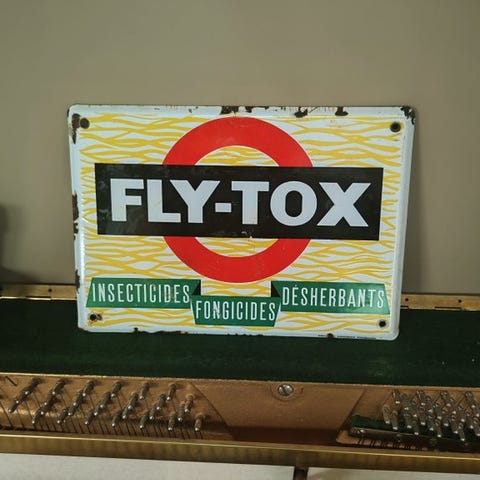 FLY-TOX
INSECTICIDES
FONGICIDES
DÉSHERBANTS